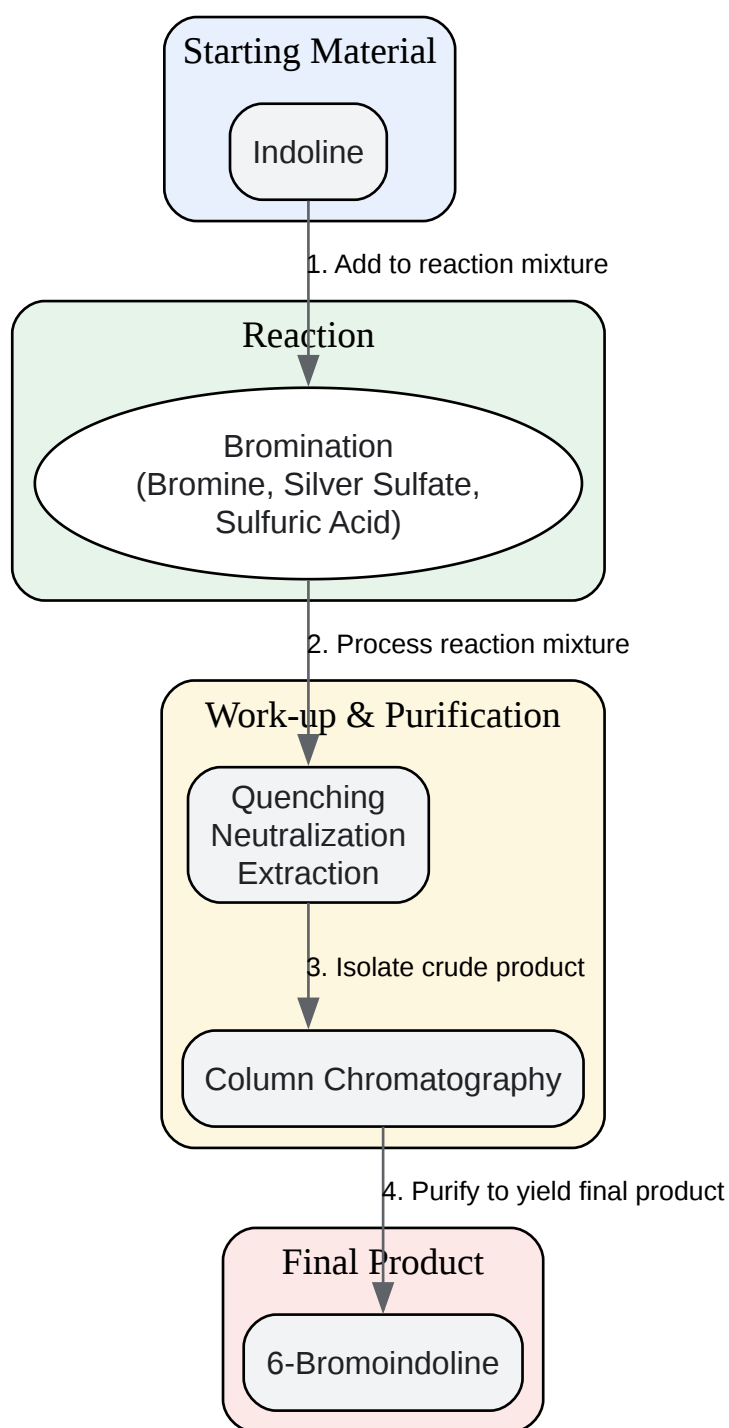 Starting Material
Indoline
1. Add to reaction mixture
Reaction
Bromination
(Bromine, Silver Sulfate,
Sulfuric Acid)
2. Process reaction mixture
Work-up & Purification
Quenching
Neutralization
Extraction
3. Isolate crude product
Column Chromatography
4. Purify to yield final product
Final Product
6-Bromoindoline